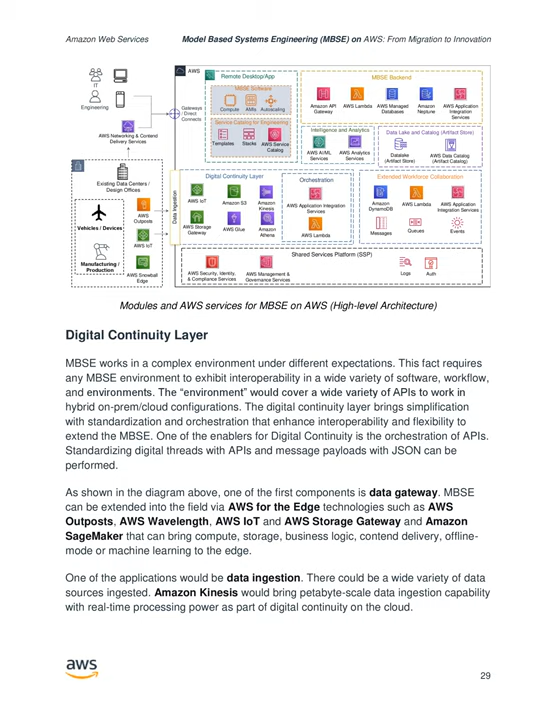 Amazon Web Services
Model Based Systems Engineering (MBSE) on AWS: From Migration to Innovation
AWS
Remote Desktop/App
MBSE Backend
IT
Engineering
MBSE Software
Compute
AMIs
Autoscaling
Gateways
/ Direct
Connects
Service Catalog for Engineering
Templates
Stacks
AWS Service
Catalog
Amazon API
Gateway
AWS Lambda
AWS Managed
Databases
Amazon
Neptune
AWS Application
Integration
Services
AWS Networking & Contend
Delivery Services
Intelligence and Analytics
AWS AI/ML
Services
AWS Analytics
Services
Data Lake and Catalog (Artifact Store)
Datalake
(Artifact Store)
AWS Data Catalog
(Artifact Catalog)
Existing Data Centers /
Design Offices
Data Ingestion
Digital Continuity Layer
AWS IoT
Amazon S3
Amazon
Kinesis
AWS Storage
Gateway
AWS Glue
Amazon
Athena
Orchestration
AWS Application Integration
Services
AWS Lambda
Extended Workforce Collaboration
Amazon
DynamoDB
AWS Lambda
AWS Application
Integration Services
Messages
Queues
Events
Vehicles / Devices
AWS
Outposts
AWS IoT
Manufacturing /
Production
AWS Snowball
Edge
Shared Services Platform (SSP)
AWS Security, Identity,
& Compliance Services
AWS Management &
Governance Services
Logs
Auth
Modules and AWS services for MBSE on AWS (High-level Architecture)
Digital Continuity Layer
MBSE works in a complex environment under different expectations. This fact requires
any MBSE environment to exhibit interoperability in a wide variety of software, workflow,
and environments. The “environment” would cover a wide variety of APIs to work in
hybrid on-prem/cloud configurations. The digital continuity layer brings simplification
with standardization and orchestration that enhance interoperability and flexibility to
extend the MBSE. One of the enablers for Digital Continuity is the orchestration of APIs.
Standardizing digital threads with APIs and message payloads with JSON can be
performed.
As shown in the diagram above, one of the first components is data gateway. MBSE
can be extended into the field via AWS for the Edge technologies such as AWS
Outposts, AWS Wavelength, AWS IoT and AWS Storage Gateway and Amazon
SageMaker that can bring compute, storage, business logic, contend delivery, offline-
mode or machine learning to the edge.
One of the applications would be data ingestion. There could be a wide variety of data
sources ingested. Amazon Kinesis would bring petabyte-scale data ingestion capability
with real-time processing power as part of digital continuity on the cloud.
aws
29